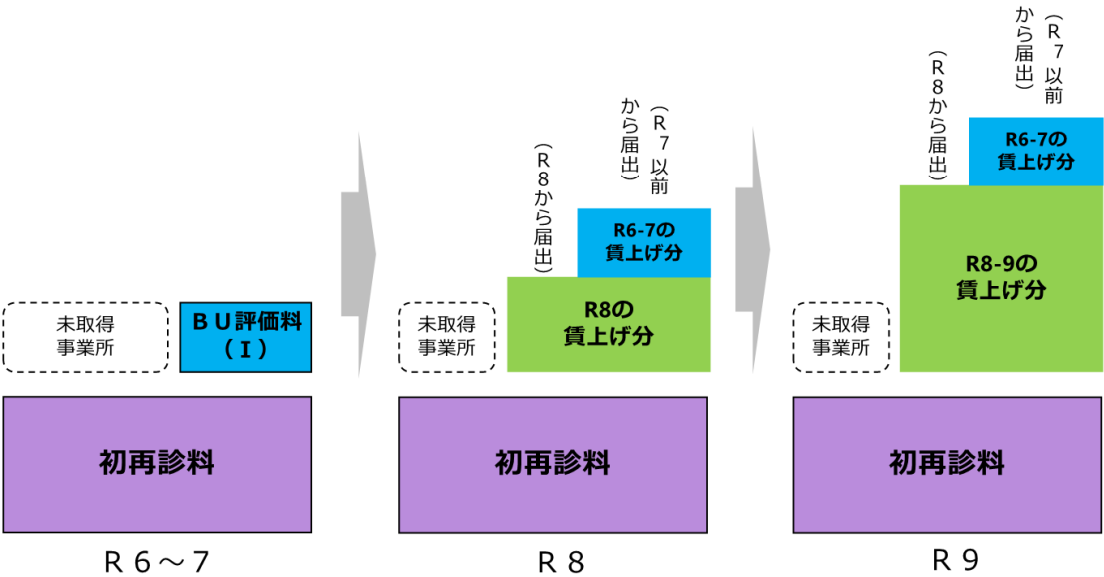 未取得
事業所
ＢＵ評価料
（Ⅰ）
初再診料
Ｒ６～７
（Ｒ７以前
から届出）
（Ｒ８から届出）
R6-7の
賃上げ分
R8の
賃上げ分
未取得
事業所
初再診料
Ｒ８
（Ｒ７以前
から届出）
（Ｒ８から届出）
R6-7の
賃上げ分
R8-9の
賃上げ分
未取得
事業所
初再診料
Ｒ９